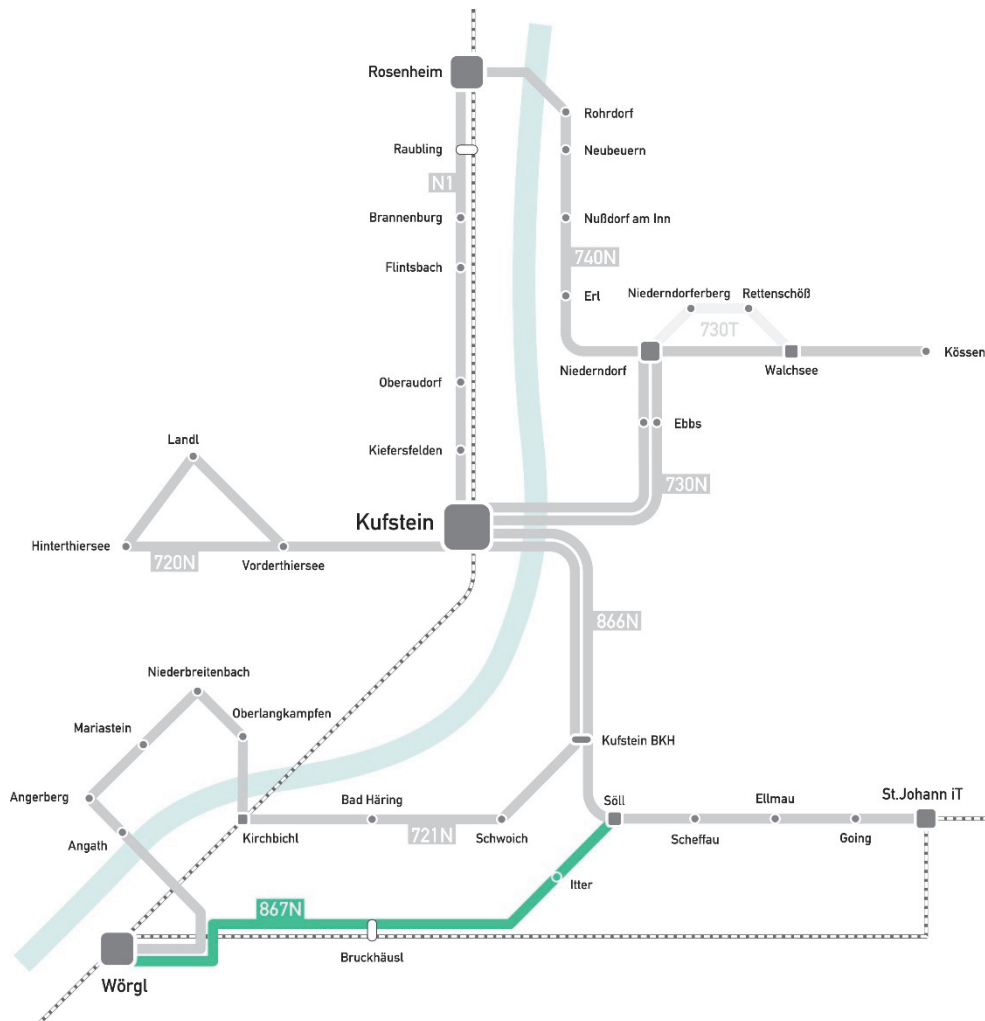 Rosenheim
Rohrdorf
Raubling
Neubeuern
N1
Brannenburg
Nußdorf am Inn
740N
Flintsbach
Niederndorferberg
Rettenschöß
Erl
730T
Niederndorf
Walchsee
Kössen
Oberaudorf
Ebbs
Landl
Kiefersfelden
730N
Kufstein
Hinterthiersee
720N
Vorderthiersee
866N
Niederbreitenbach
Oberlangkampfen
Mariastein
Kufstein BKH
Angerberg
Bad Häring
Söll
Ellmau
St.Johann iT
Angath
Kirchbichl
721N
Schwoich
Scheffau
Going
Itter
867N
Bruckhäusl
Wörgl